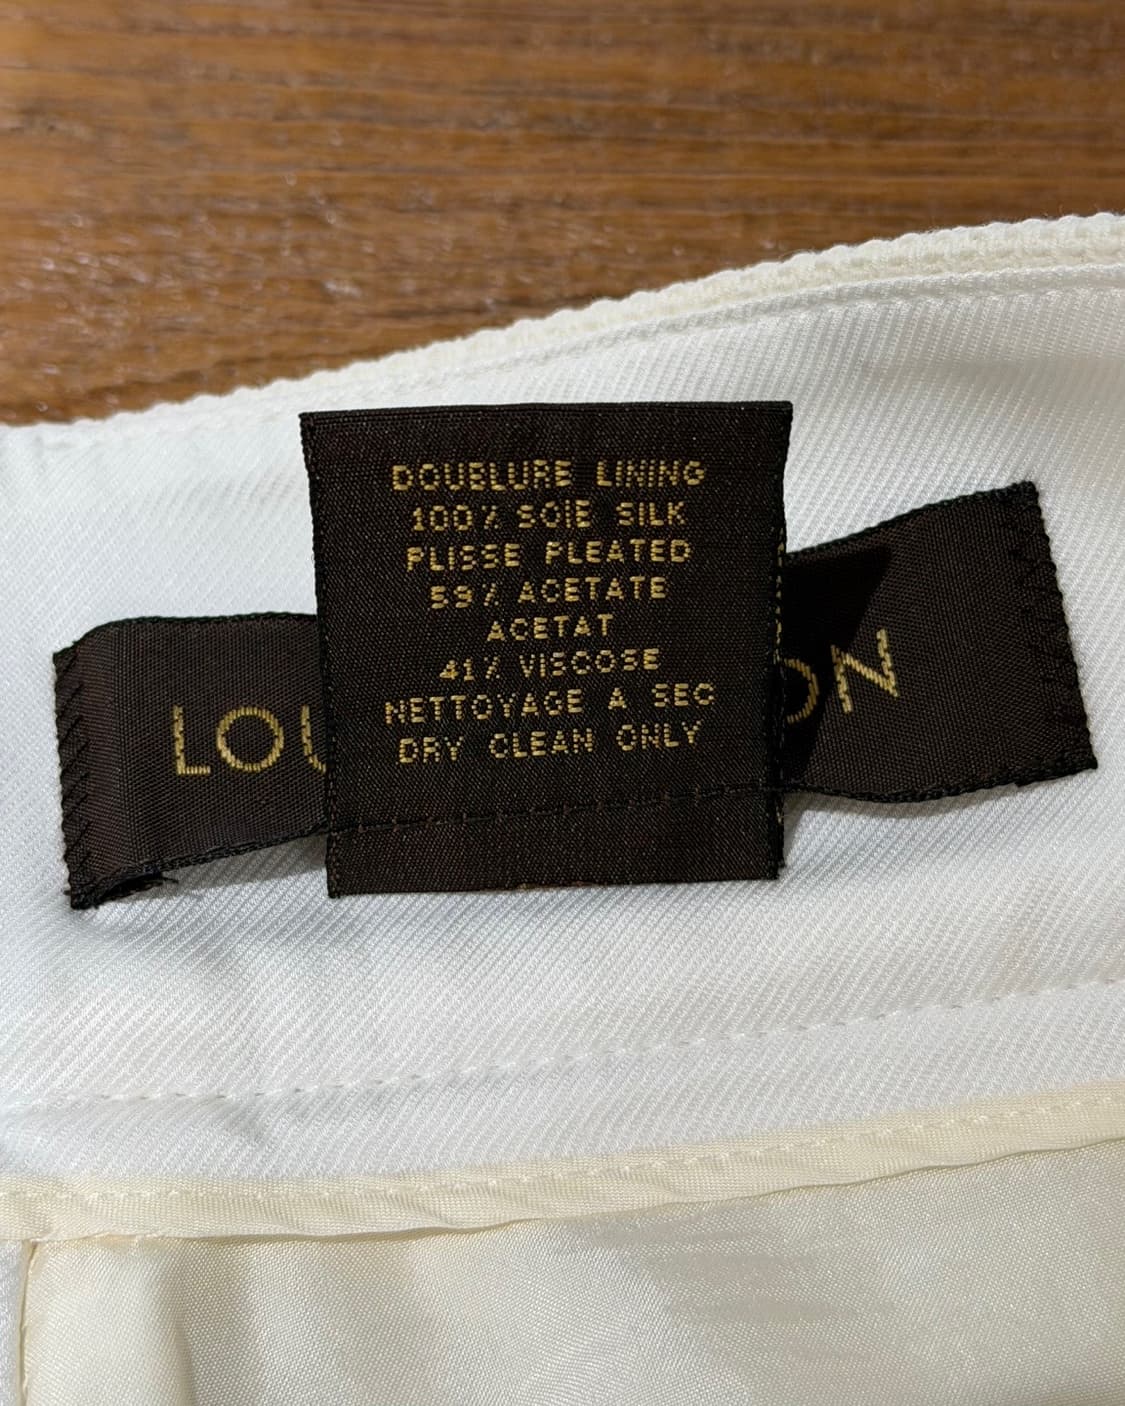 DOUBLURE LINING
100% SOIE SILK
PLISSE PLEATED
59% ACETATE
ACETAT
41% VISCOSE
NETTOYAGE A SEC
DRY CLEAN ONLY
LOU ON